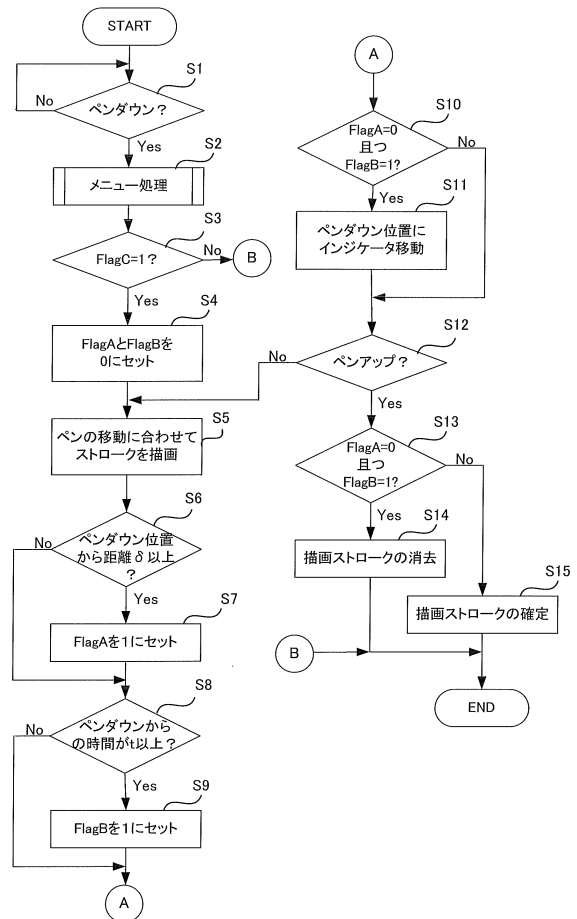 START
S1
ペンダウン？
No
Yes
S2
メニュー処理
S3
FlagC=1？
No
B
Yes
S4
FlagAとFlagBを
0にセット
S5
ペンの移動に合わせて
ストロークを描画
S6
ペンダウン位置
から距離δ以上
？
No
Yes
S7
FlagAを1にセット
S8
ペンダウンから
の時間がt以上？
No
Yes
S9
FlagBを1にセット
A
A
S10
FlagA=0
且つ
FlagB=1?
No
Yes
S11
ペンダウン位置に
インジケータ移動
S12
ペンアップ？
No
Yes
S13
FlagA=0
且つ
FlagB=1?
No
Yes
S14
描画ストロークの消去
S15
描画ストロークの確定
B
END